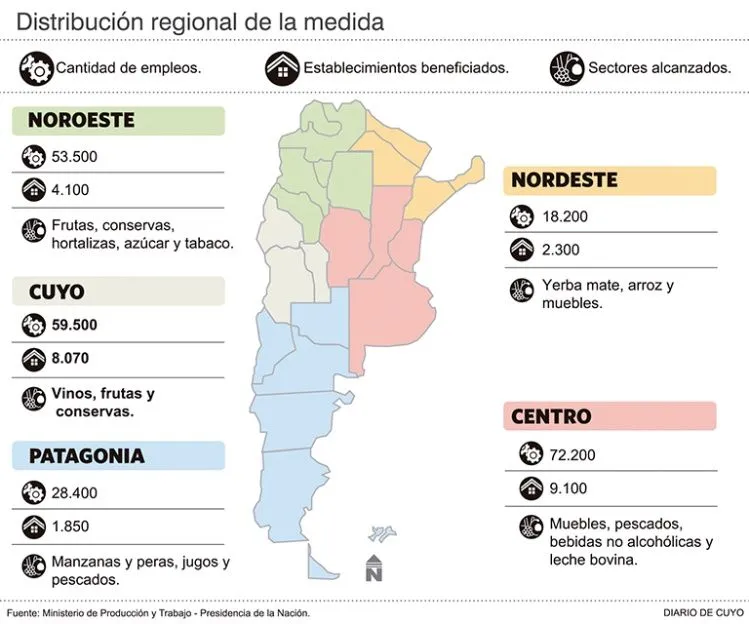 Distribución regional de la medida
Cantidad de empleos.
Establecimientos beneficiados.
Sectores alcanzados.
NOROESTE
53.500
4.100
Frutas, conservas,
hortalizas, azúcar y tabaco.
CUYO
59.500
8.070
Vinos, frutas y
conservas.
PATAGONIA
28.400
1.850
Manzanas y peras, jugos y
pescados.
NORDESTE
18.200
2.300
Yerba mate, arroz y
muebles.
CENTRO
72.200
9.100
Muebles, pescados,
bebidas no alcohólicas y
leche bovina.
N
Fuente: Ministerio de Producción y Trabajo - Presidencia de la Nación.
DIARIO DE CUYO